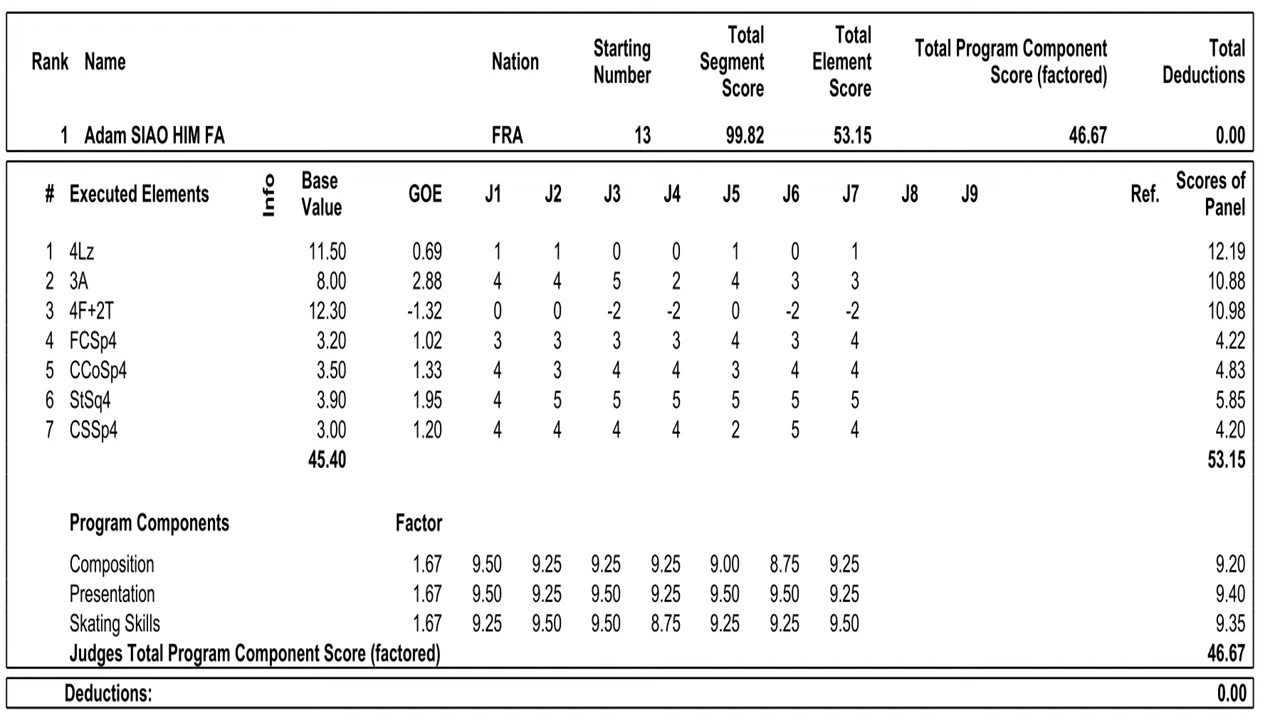 Rank Name Nation Starting Number Total Segment Score Total Element Score Total Program Component Score (factored) Total Deductions
1 Adam SIAO HIM FA FRA 13 99.82 53.15 46.67 0.00
# Executed Elements Info Base Value GOE J1 J2 J3 J4 J5 J6 J7 J8 J9 Ref. Scores of Panel
1 4Lz 11.50 0.69 1 1 0 0 1 0 1 12.19
2 3A 8.00 2.88 4 4 5 2 4 3 3 10.88
3 4F+2T 12.30 -1.32 0 0 -2 -2 0 -2 -2 10.98
4 FCSp4 3.20 1.02 3 3 3 3 4 3 4 4.22
5 CCoSp4 3.50 1.33 4 3 4 4 3 4 4 4.83
6 StSq4 3.90 1.95 4 5 5 5 5 5 5 5.85
7 CSSp4 3.00 1.20 4 4 4 4 2 5 4 4.20
45.40 53.15
Program Components Factor
Composition 1.67 9.50 9.25 9.25 9.25 9.00 8.75 9.25 9.20
Presentation 1.67 9.50 9.25 9.50 9.25 9.50 9.50 9.25 9.40
Skating Skills 1.67 9.25 9.50 9.50 8.75 9.25 9.25 9.50 9.35
Judges Total Program Component Score (factored) 46.67
Deductions: 0.00